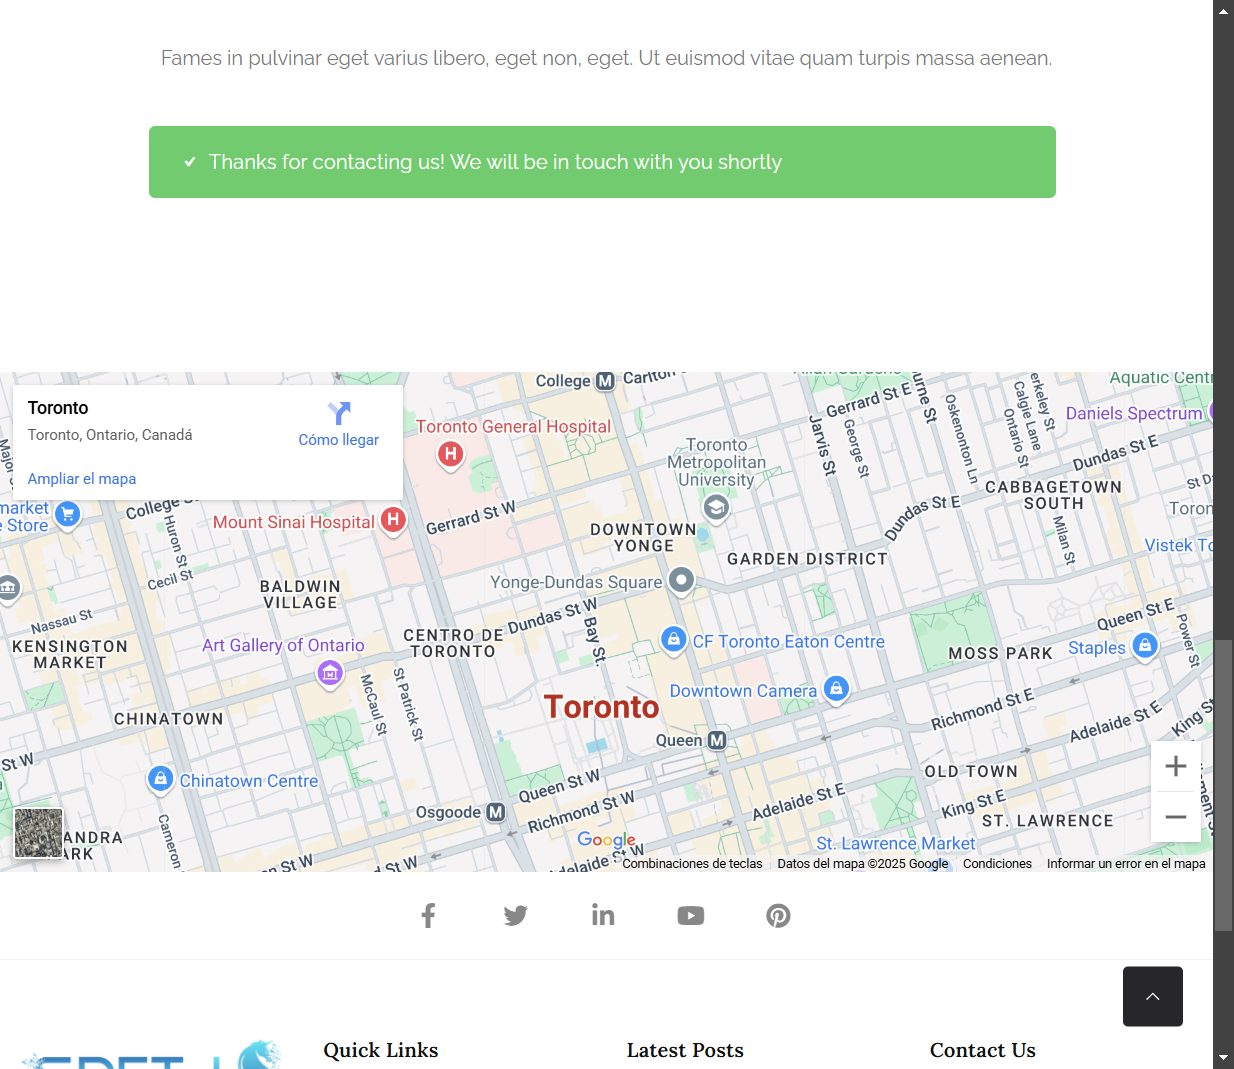 Fames in pulvinar eget varius libero, eget non, eget. Ut euismod vitae quam turpis massa aenean.
Thanks for contacting us! We will be in touch with you shortly
Toronto
Toronto, Ontario, Canadá
Cómo llegar
Ampliar el mapa
College
Carlton
Aquatic
Toronto General Hospital
Gerrard St E
Daniels Spectrum
Jarvis St
George St
Oskenonton Ln
Ontario St
Calgie Lane
Toronto
Metropolitan
University
Dundas St E
CABBAGETOWN
SOUTH
College
Huron St
Mount Sinai Hospital
Gerrard St W
DOWNTOWN
YONGE
Dundas St E
Milan St
GARDEN DISTRICT
Vistek
Cecil St
BALDWIN
VILLAGE
Yonge-Dundas Square
Nassau St
Dundas St W
Bay St.
Queen St E
Power St
KENSINGTON
MARKET
Art Gallery of Ontario
CENTRO DE
TORONTO
CF Toronto Eaton Centre
MOSS PARK
Staples
McCaul St
St Patrick St
Toronto
Downtown Camera
Richmond St E
Adelaide St E
King St
CHINATOWN
Queen
St W
Chinatown Centre
Queen St W
OLD TOWN
Osgoode
Richmond St W
Adelaide St E
King St E
ST. LAWRENCE
Cameron
Google
St. Lawrence Market
St W
Adelaide St W
Combinaciones de teclas
Datos del mapa ©2025 Google
Condiciones
Informar un error en el mapa
Quick Links
Latest Posts
Contact Us